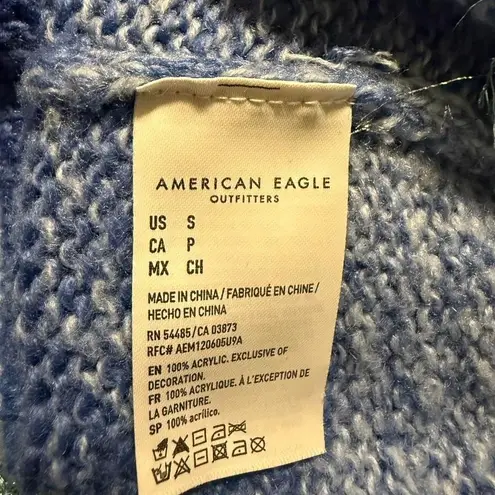 AMERICAN EAGLE
OUTFITTERS
US S
CA P
MX CH
MADE IN CHINA / FABRIQUÉ EN CHINE /
HECHO EN CHINA
RN 54485/CA 03873
RFC# AEM120605U9A
EN 100% ACRYLIC. EXCLUSIVE OF
DECORATION.
FR 100% ACRYLIQUE. À L'EXCEPTION DE
LA GARNITURE.
SP 100% acrílico.